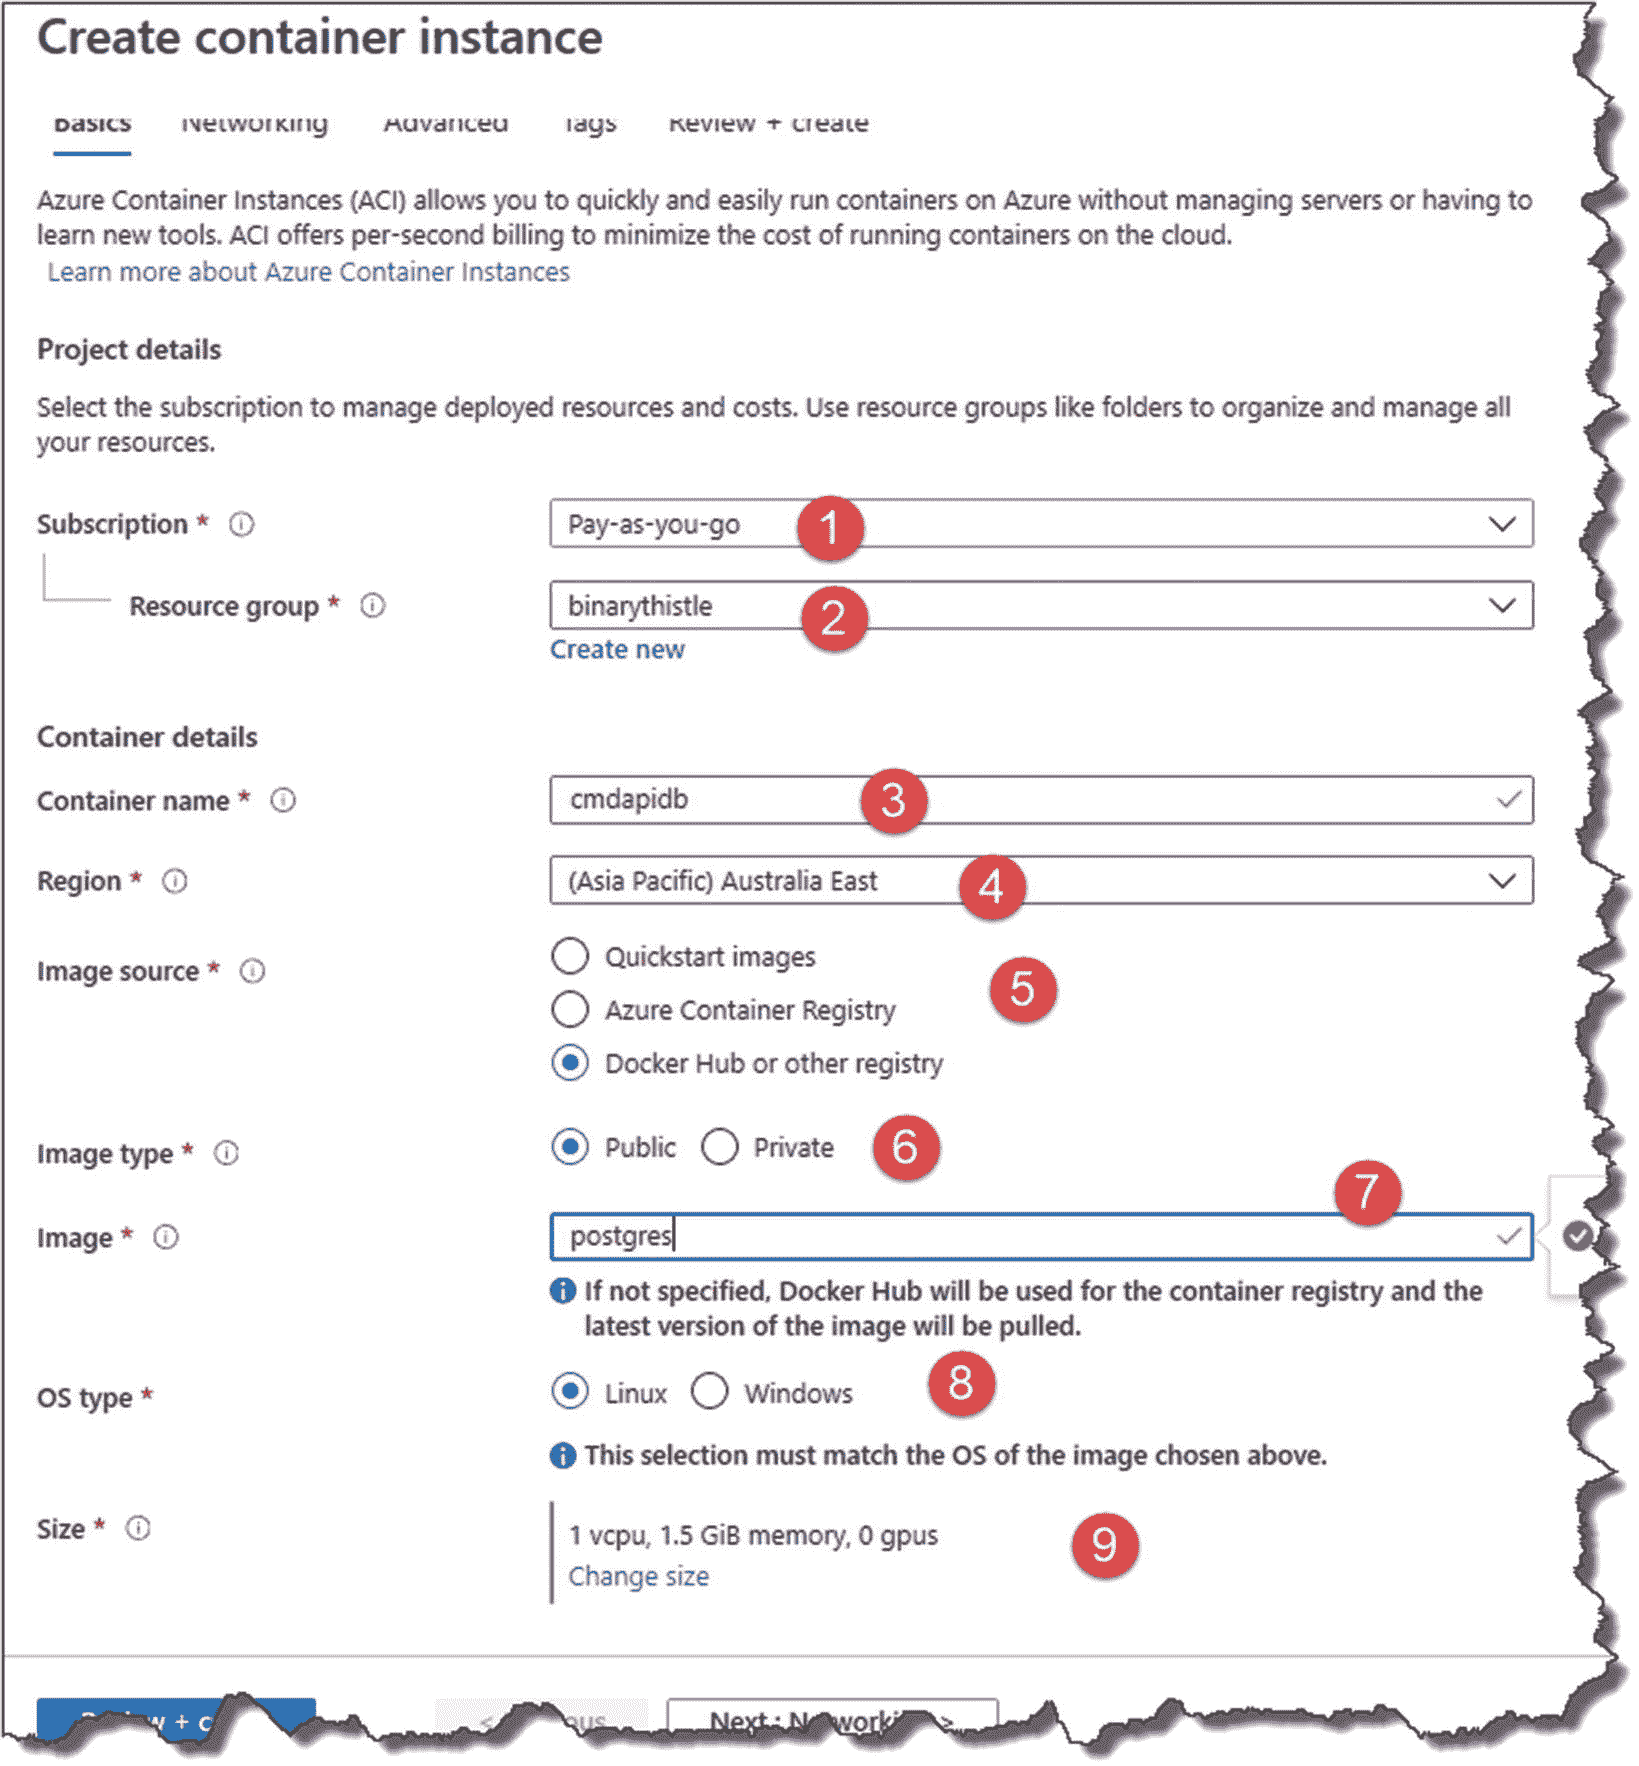 Create container instance
Basics Networking Advanced Tags Review + create
Azure Container Instances (ACI) allows you to quickly and easily run containers on Azure without managing servers or having to
learn new tools. ACI offers per-second billing to minimize the cost of running containers on the cloud.
Learn more about Azure Container Instances
Project details
Select the subscription to manage deployed resources and costs. Use resource groups like folders to organize and manage all
your resources.
Subscription * Pay-as-you-go 1
Resource group * binarythistle 2
Create new
Container details
Container name * cmdapidb 3
Region * (Asia Pacific) Australia East 4
Image source * Quickstart images 5
Azure Container Registry
Docker Hub or other registry
Image type * Public Private 6
7
Image * postgres
If not specified, Docker Hub will be used for the container registry and the
latest version of the image will be pulled.
OS type * Linux Windows 8
This selection must match the OS of the image chosen above.
Size * 1 vcpu, 1.5 GiB memory, 0 gpus 9
Change size
+ < Next : >